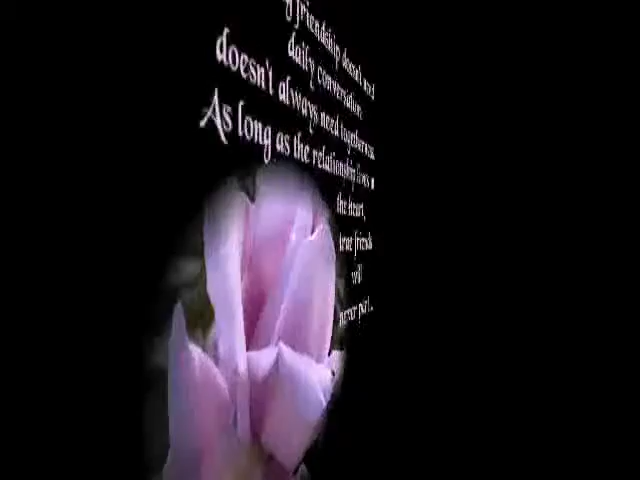 friendship doesn't need
daily conversation,
doesn't always need togetherness.
As long as the relationship lives in
the heart,
true friends
will
never part.